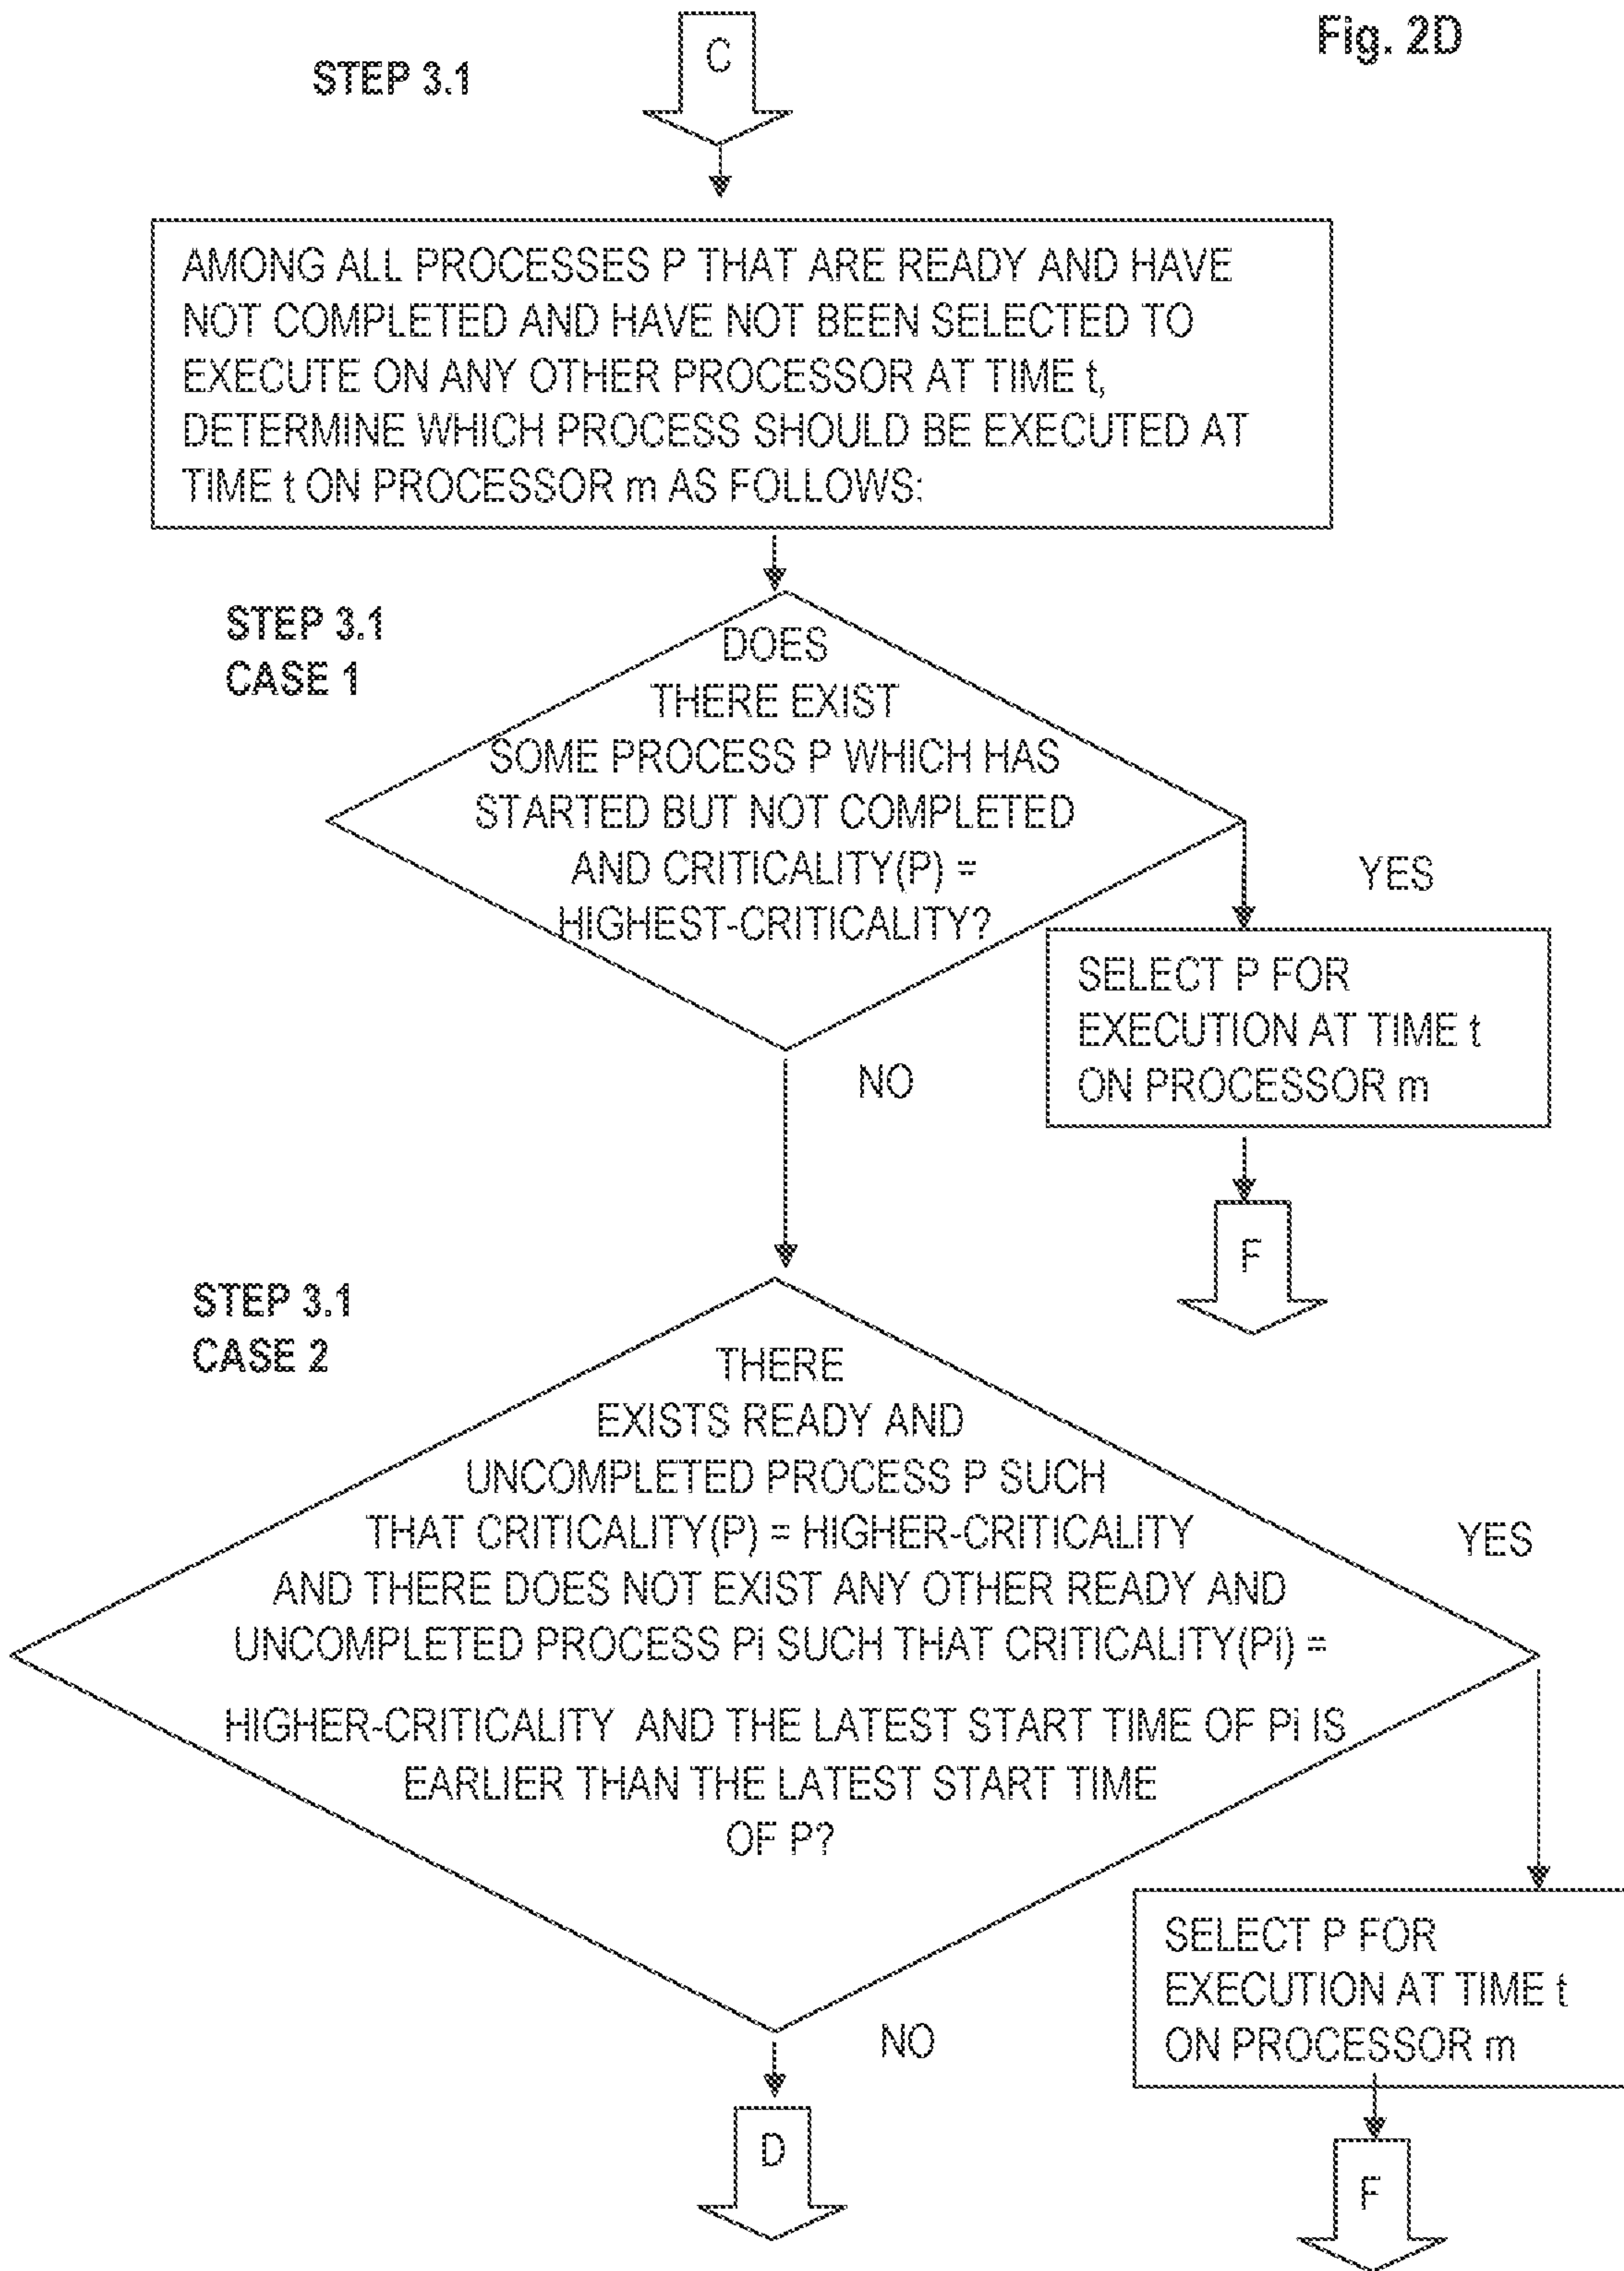 Fig. 2D
STEP 3.1
C
AMONG ALL PROCESSES P THAT ARE READY AND HAVE
NOT COMPLETED AND HAVE NOT BEEN SELECTED TO
EXECUTE ON ANY OTHER PROCESSOR AT TIME t,
DETERMINE WHICH PROCESS SHOULD BE EXECUTED AT
TIME t ON PROCESSOR m AS FOLLOWS:
STEP 3.1
CASE 1
DOES
THERE EXIST
SOME PROCESS P WHICH HAS
STARTED BUT NOT COMPLETED
AND CRITICALITY(P) =
HIGHEST-CRITICALITY?
YES
SELECT P FOR
EXECUTION AT TIME t
ON PROCESSOR m
NO
F
STEP 3.1
CASE 2
THERE
EXISTS READY AND
UNCOMPLETED PROCESS P SUCH
THAT CRITICALITY(P) = HIGHER-CRITICALITY
AND THERE DOES NOT EXIST ANY OTHER READY AND
UNCOMPLETED PROCESS Pi SUCH THAT CRITICALITY(Pi) =
HIGHER-CRITICALITY AND THE LATEST START TIME OF Pi IS
EARLIER THAN THE LATEST START TIME
OF P?
YES
SELECT P FOR
EXECUTION AT TIME t
ON PROCESSOR m
NO
D
F